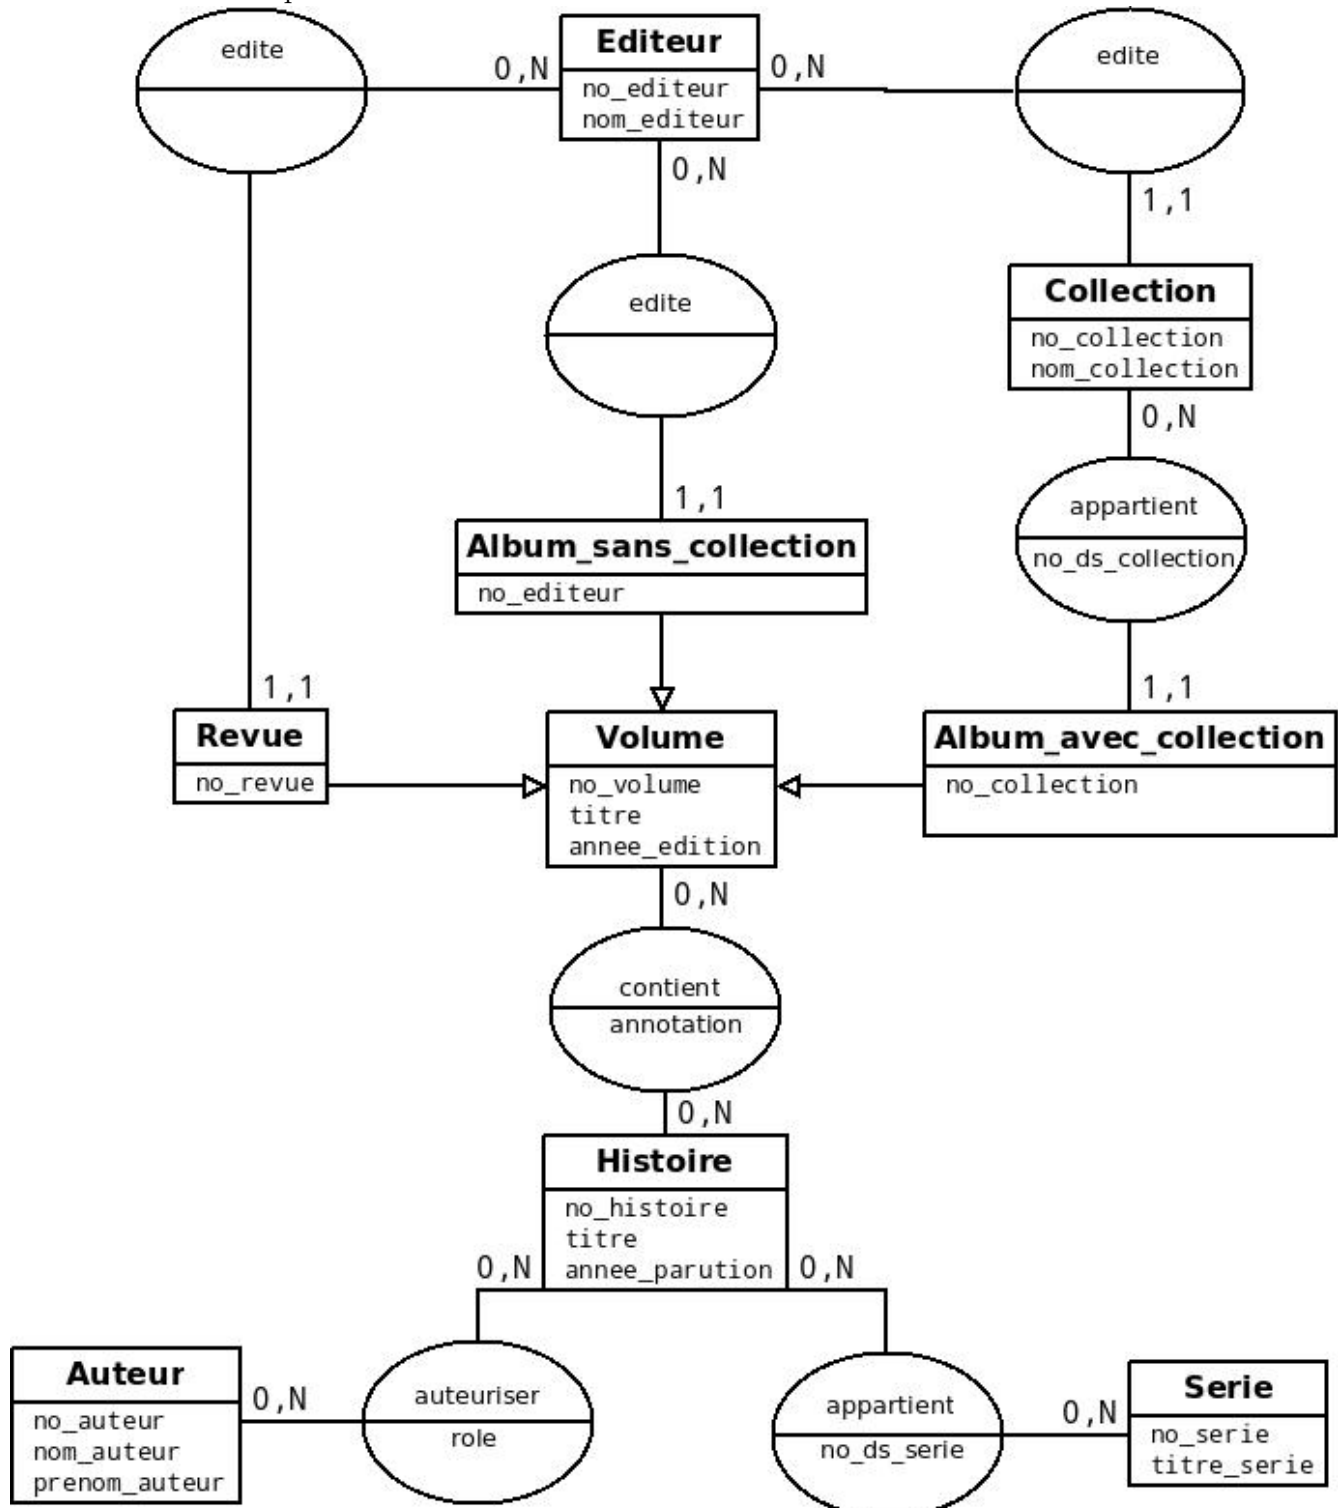 edite
Editeur
edite
0,N
0,N
no_editeur
nom_editeur
0,N
1,1
edite
Collection
no_collection
nom_collection
0,N
appartient
no_ds_collection
1,1
Album_sans_collection
no_editeur
1,1
1,1
Revue
no_revue
Volume
no_volume
titre
annee_edition
Album_avec_collection
no_collection
0,N
contient
annotation
0,N
Histoire
no_histoire
titre
annee_parution
0,N
0,N
Auteur
no_auteur
nom_auteur
prenom_auteur
0,N
auteuriser
role
appartient
no_ds_serie
0,N
Serie
no_serie
titre_serie